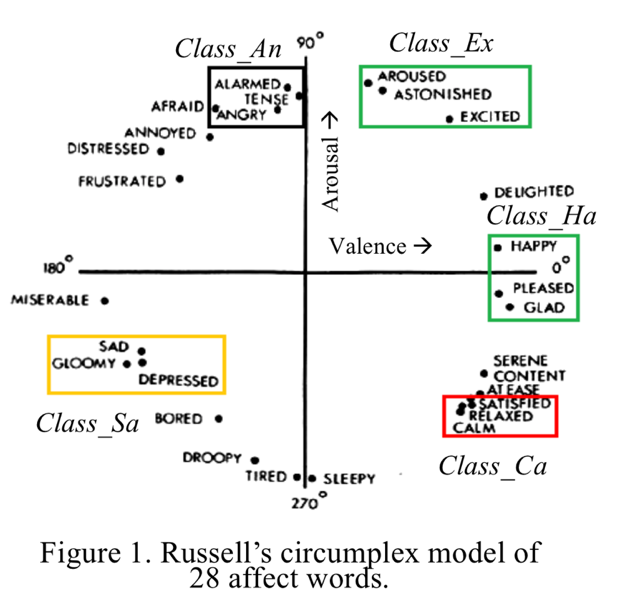 Class_An
90°
Class_Ex
ALARMED
TENSE
AFRAID
ANGRY
AROUSED
ASTONISHED
EXCITED
ANNOYED
DISTRESSED
FRUSTRATED
Arousal →
DELIGHTED
Class_Ha
Valence →
HAPPY
180°
0°
PLEASED
GLAD
MISERABLE
SAD
GLOOMY
DEPRESSED
SERENE
CONTENT
AT EASE
SATISFIED
RELAXED
CALM
Class_Sa
BORED
Class_Ca
DROOPY
TIRED
SLEEPY
270°
Figure 1. Russell's circumplex model of
28 affect words.